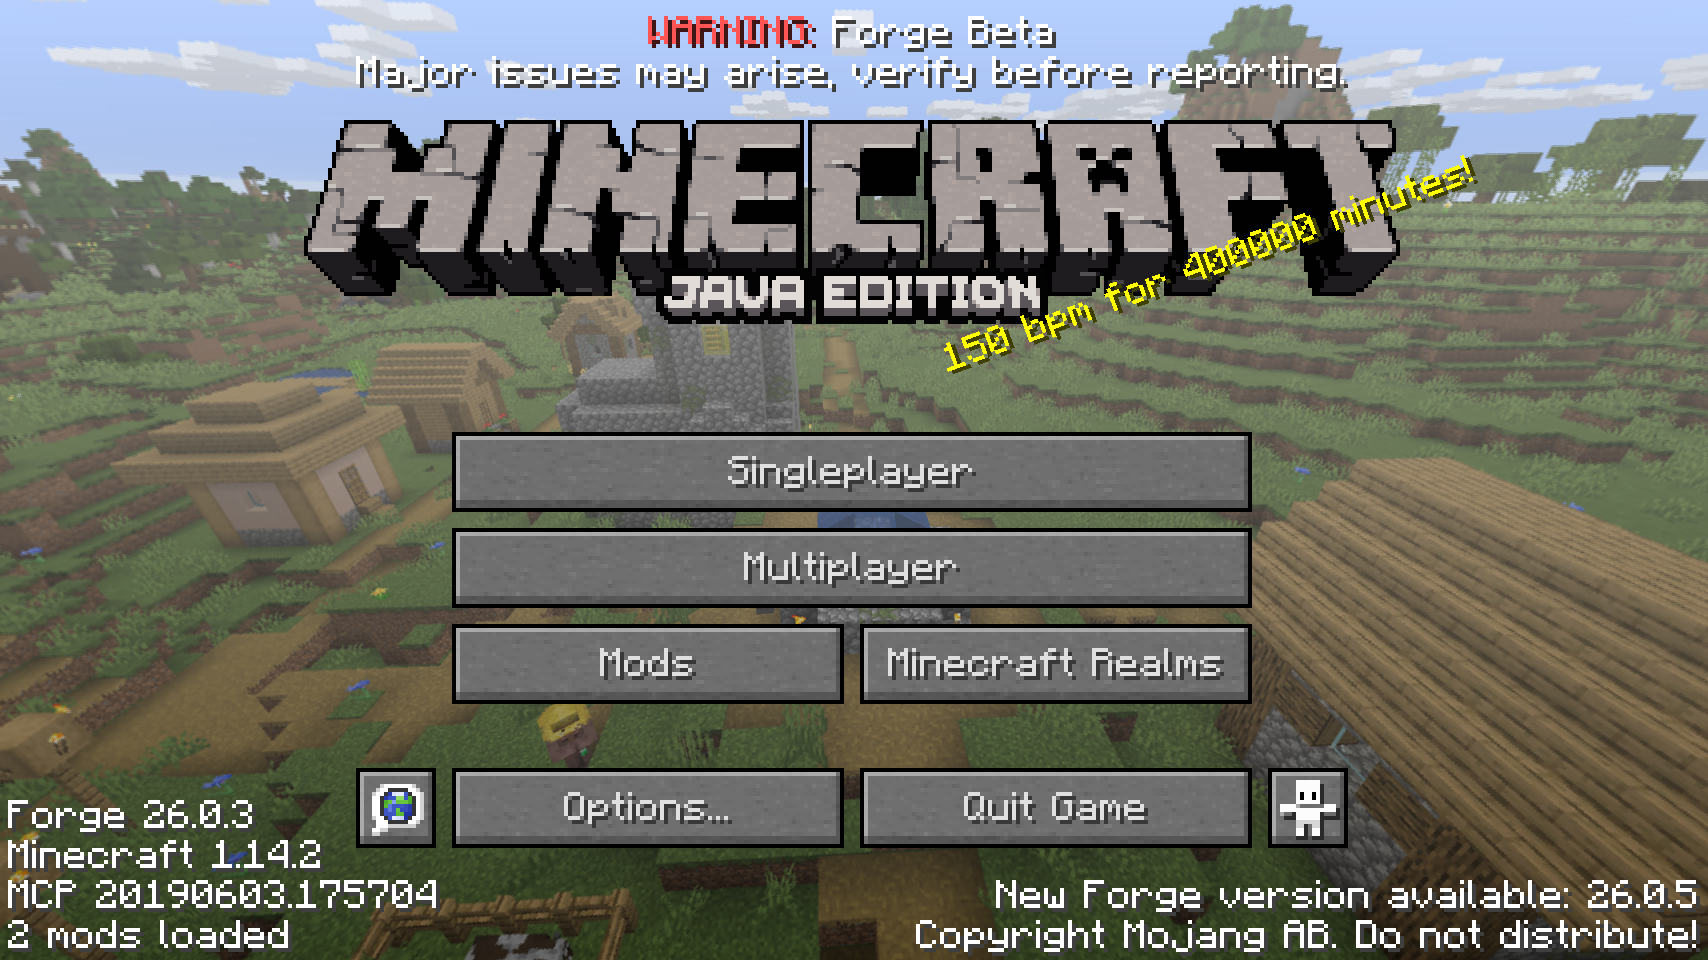 WARNING: Forge Beta
Major issues may arise, verify before reporting.
MINECRAFT
JAVA EDITION
150 bpm for 400000 minutes!
Singleplayer
Multiplayer
Mods
Minecraft Realms
Options...
Quit Game
Forge 26.0.3
Minecraft 1.14.2
MCP 20190603.175704
2 mods loaded
New Forge version available: 26.0.5
Copyright Mojang AB. Do not distribute!